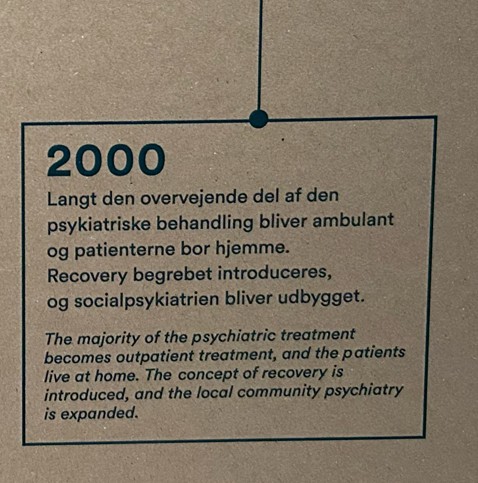 2000
Langt den overvejende del af den
psykiatriske behandling bliver ambulant
og patienterne bor hjemme.
Recovery begrebet introduceres,
og socialpsykiatrien bliver udbygget.
The majority of the psychiatric treatment
becomes outpatient treatment, and the patients
live at home. The concept of recovery is
introduced, and the local community psychiatry
is expanded.